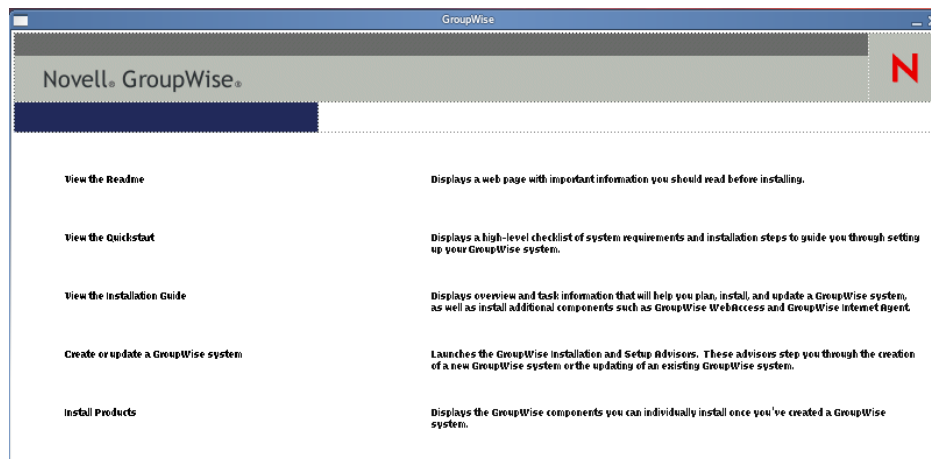 GroupWise
Novell® GroupWise®
N
View the Readme
Displays a web page with important information you should read before installing.
View the Quickstart
Displays a high-level checklist of system requirements and installation steps to guide you through setting
up your GroupWise system.
View the Installation Guide
Displays overview and task information that will help you plan, install, and update a GroupWise system,
as well as install additional components such as GroupWise WebAccess and GroupWise Internet Agent.
Create or update a GroupWise system
Launches the GroupWise Installation and Setup Advisors. These advisors step you through the creation
of a new GroupWise system or the updating of an existing GroupWise system.
Install Products
Displays the GroupWise components you can individually install once you've created a GroupWise
system.